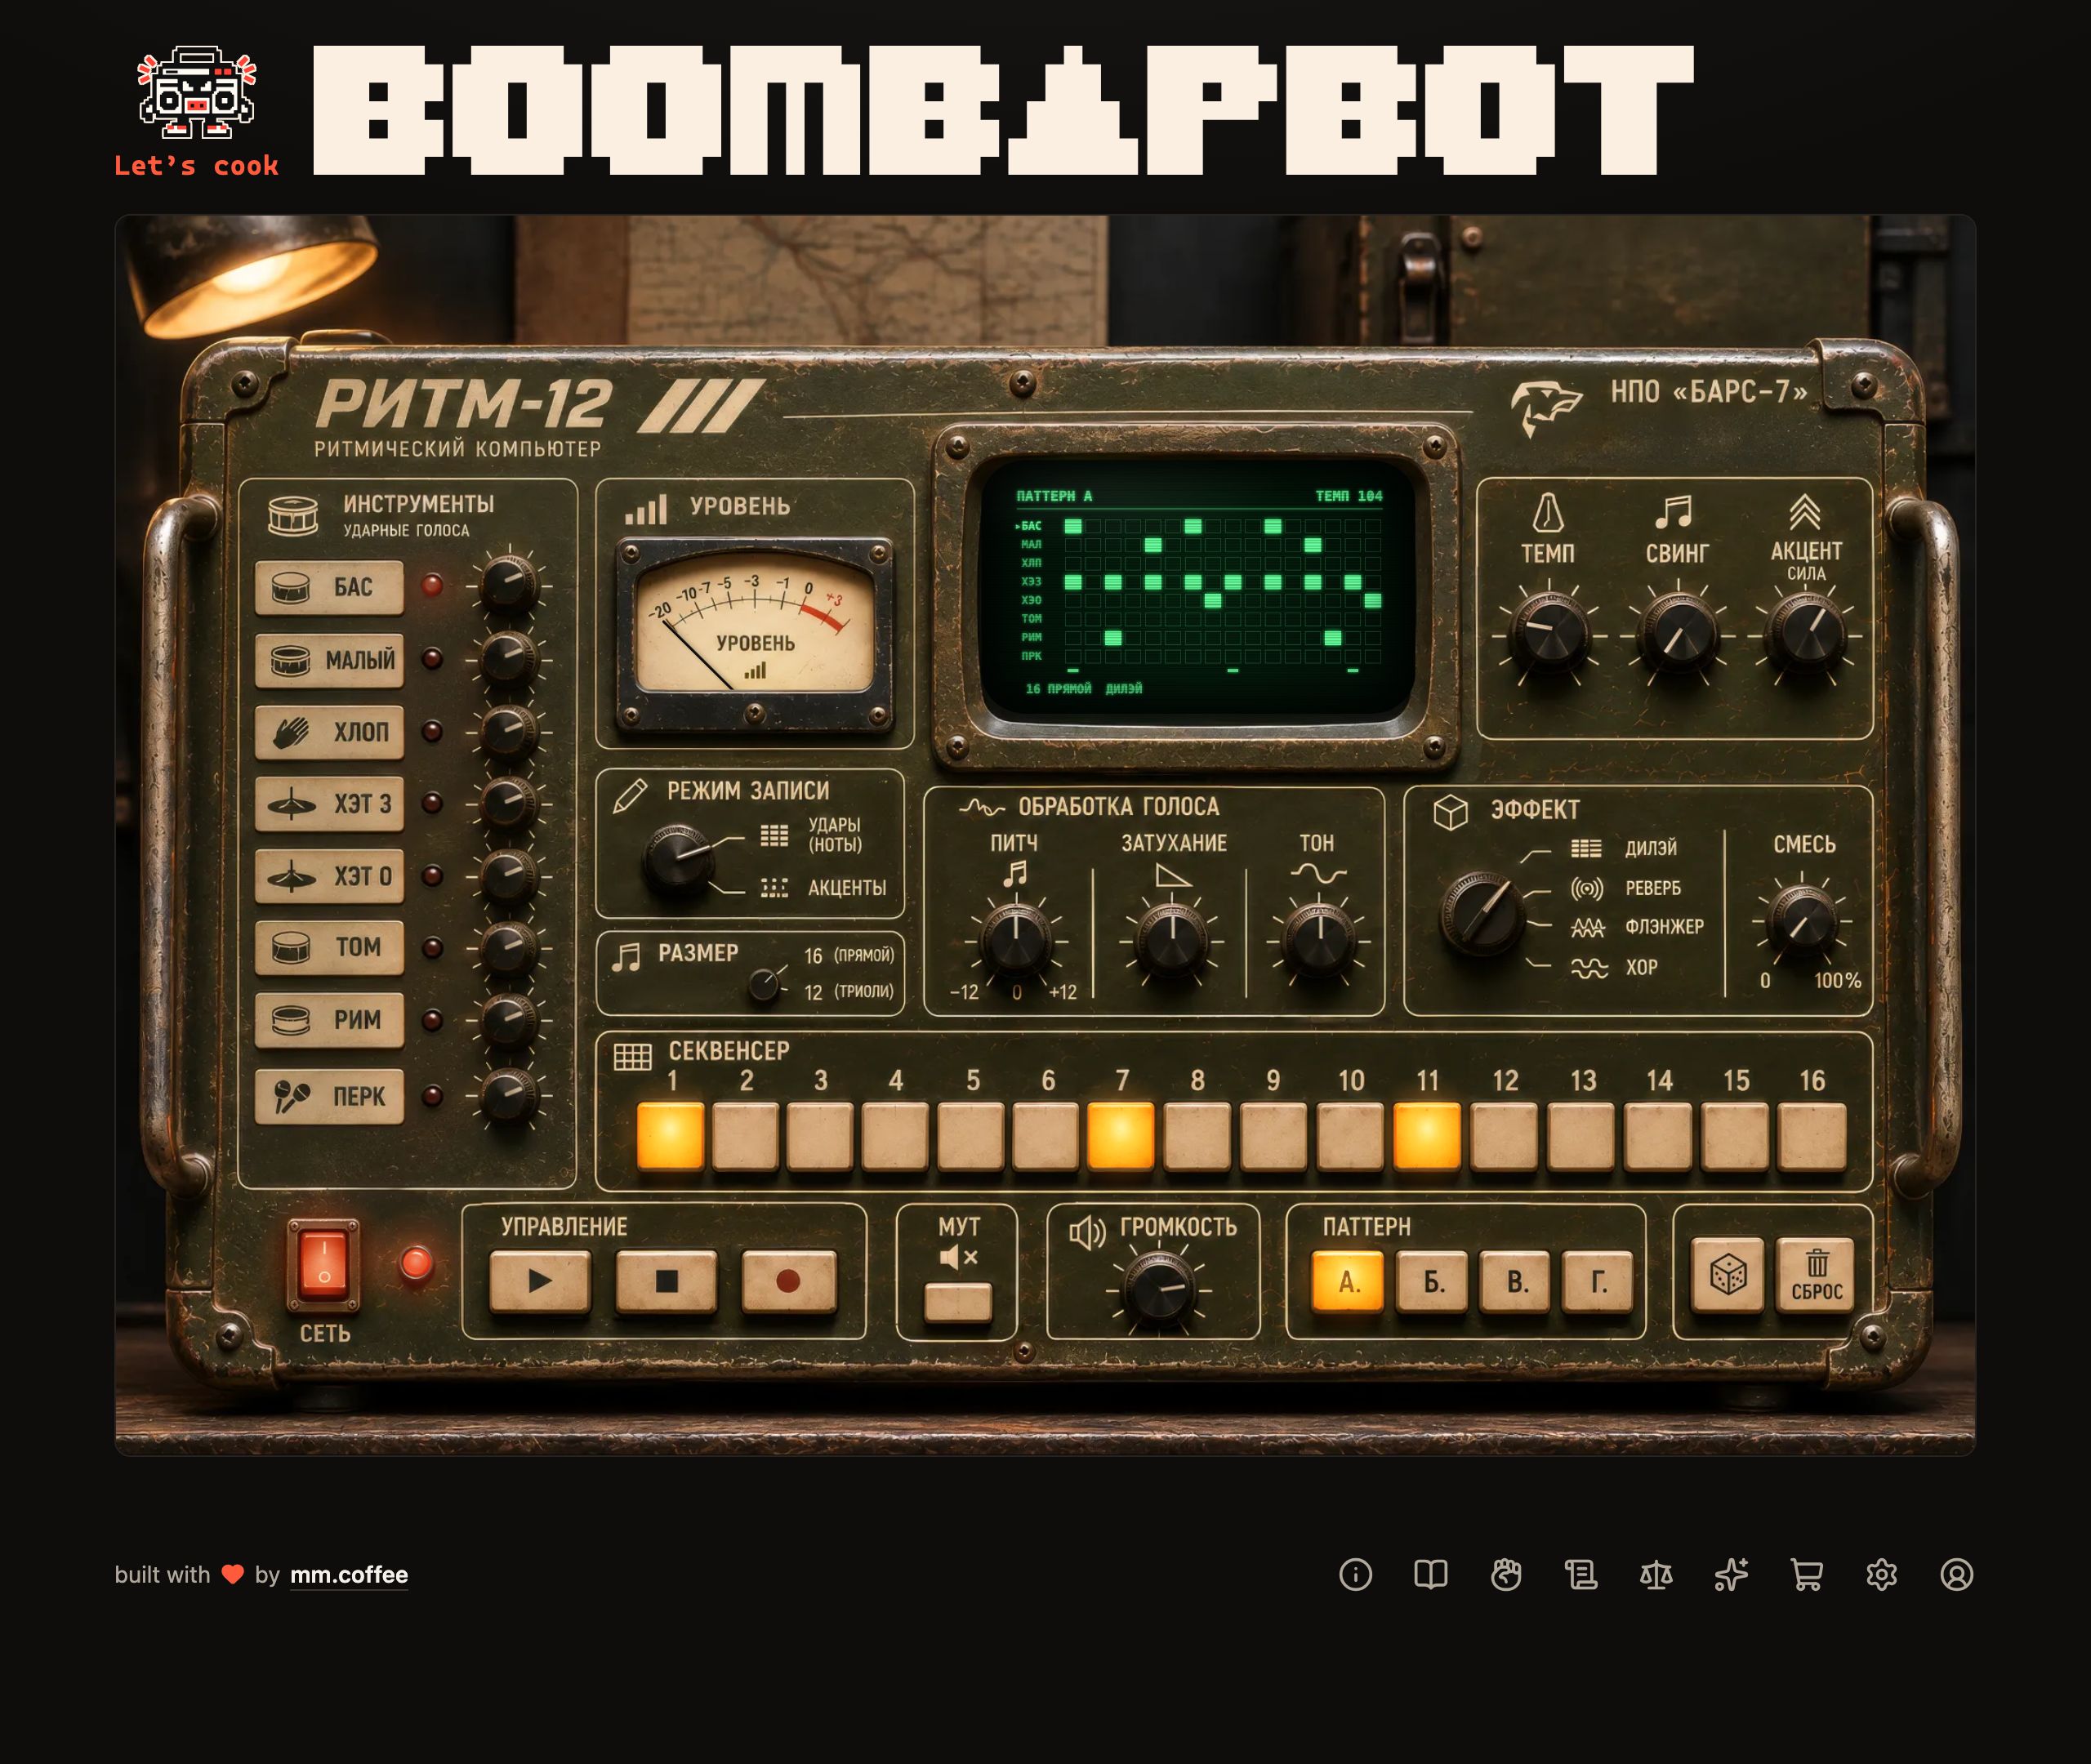 BOOMBAPBOT
Let's cook
РИТМ-12
РИТМИЧЕСКИЙ КОМПЬЮТЕР
НПО «БАРС-7»
ИНСТРУМЕНТЫ
УДАРНЫЕ ГОЛОСА
БАС
МАЛЫЙ
ХЛОП
ХЭТ З
ХЭТ О
ТОМ
РИМ
ПЕРК
УРОВЕНЬ
-20 -10 -7 -5 -3 -1 0 +3
УРОВЕНЬ
ПАТТЕРН А ТЕМП 104
БАС
МАЛ
ХЛП
ХЭЗ
ХЭО
ТОМ
РИМ
ПРК
16 ПРЯМОЙ ДИЛЭЙ
ТЕМП
СВИНГ
АКЦЕНТ
СИЛА
РЕЖИМ ЗАПИСИ
УДАРЫ
(НОТЫ)
АКЦЕНТЫ
РАЗМЕР
16 (ПРЯМОЙ)
12 (ТРИОЛИ)
ОБРАБОТКА ГОЛОСА
ПИТЧ
-12 0 +12
ЗАТУХАНИЕ
ТОН
ЭФФЕКТ
ДИЛЭЙ
РЕВЕРБ
ФЛЭНЖЕР
ХОР
СМЕСЬ
0 100%
СЕКВЕНСЕР
1 2 3 4 5 6 7 8 9 10 11 12 13 14 15 16
I
O
СЕТЬ
УПРАВЛЕНИЕ
МУТ
ГРОМКОСТЬ
ПАТТЕРН
А. Б. В. Г.
СБРОС
built with by mm.coffee